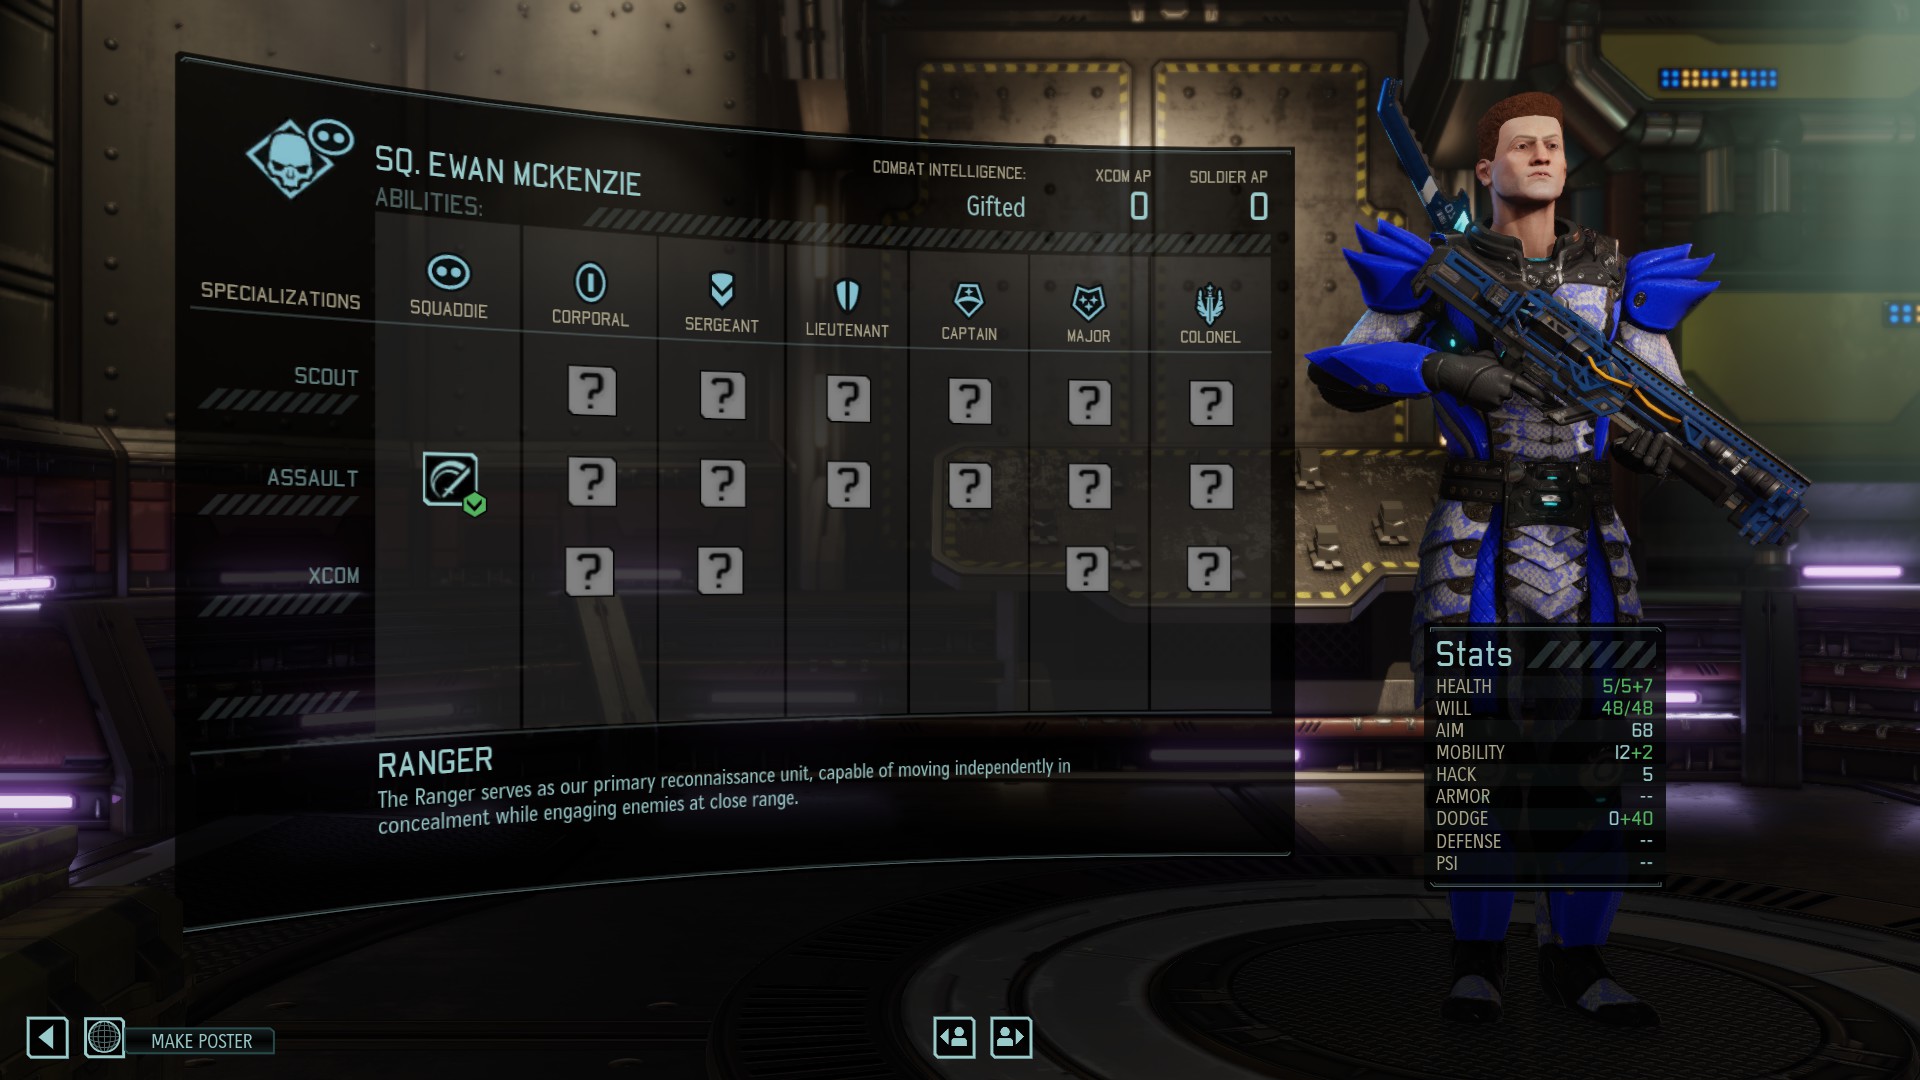 SQ. EWAN MCKENZIE
ABILITIES:
COMBAT INTELLIGENCE:
Gifted
XCOM AP
0
SOLDIER AP
0
SPECIALIZATIONS
SQUADDIE
CORPORAL
SERGEANT
LIEUTENANT
CAPTAIN
MAJOR
COLONEL
SCOUT
? ? ? ? ? ?
ASSAULT
? ? ? ? ? ?
XCOM
? ? ? ?
RANGER
The Ranger serves as our primary reconnaissance unit, capable of moving independently in
concealment while engaging enemies at close range.
Stats
HEALTH 5/5+7
WILL 48/48
AIM 68
MOBILITY 12+2
HACK 5
ARMOR --
DODGE 0+40
DEFENSE --
PSI --
MAKE POSTER